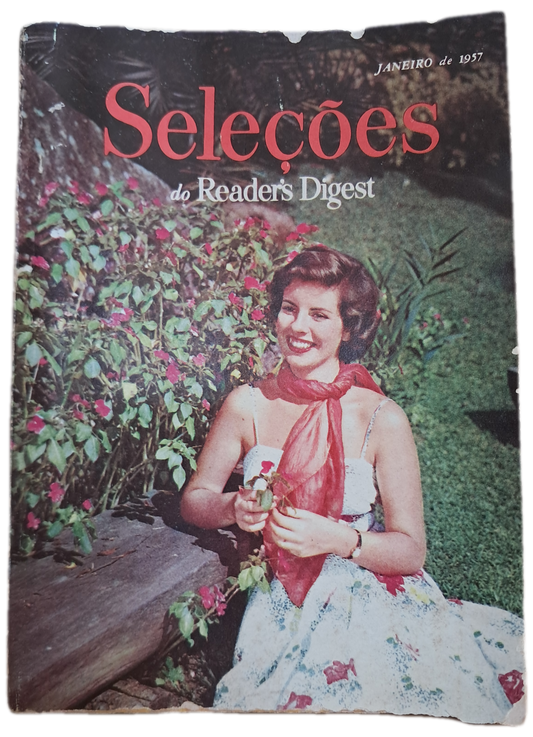 JANEIRO de 1957
Seleções
do Reader's Digest